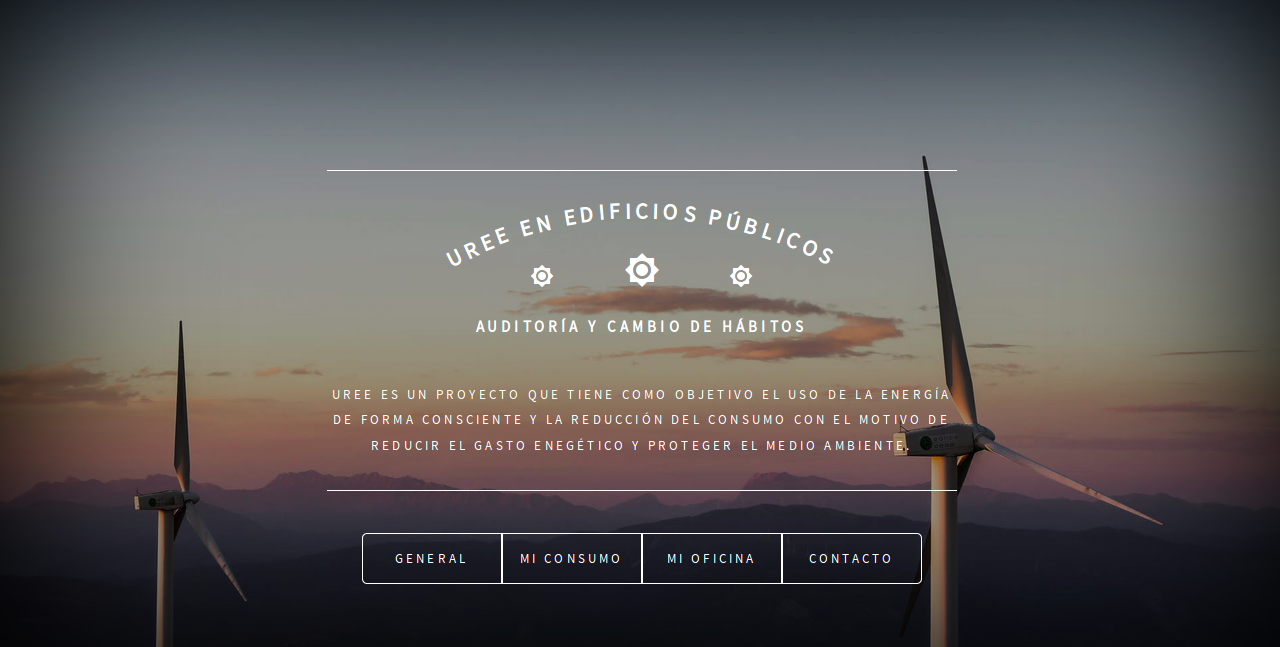 UREE EN EDIFICIOS PÚBLICOS
AUDITORÍA Y CAMBIO DE HÁBITOS
UREE ES UN PROYECTO QUE TIENE COMO OBJETIVO EL USO DE LA ENERGÍA
DE FORMA CONSCIENTE Y LA REDUCCIÓN DEL CONSUMO CON EL MOTIVO DE
REDUCIR EL GASTO ENEGÉTICO Y PROTEGER EL MEDIO AMBIENTE.
GENERAL
MI CONSUMO
MI OFICINA
CONTACTO